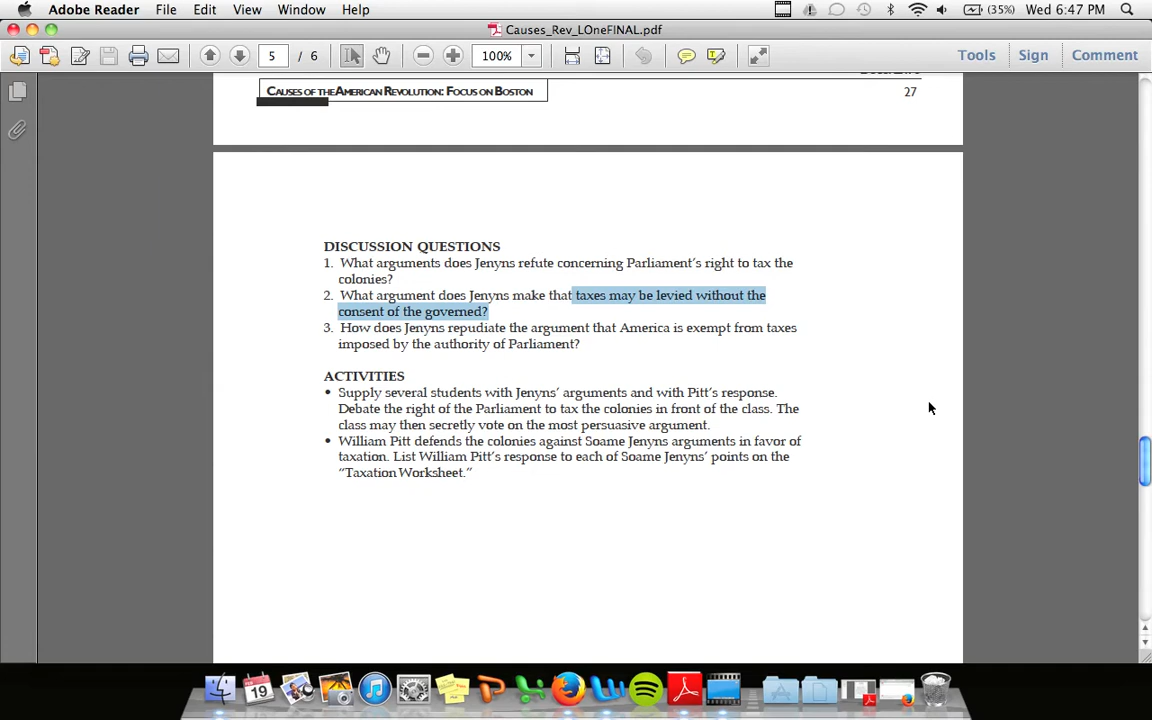 Adobe Reader File Edit View Window Help (35%) Wed 6:47 PM
Causes_Rev_LOneFINAL.pdf
5 / 6 100% Tools Sign Comment
CAUSES OF THE AMERICAN REVOLUTION: FOCUS ON BOSTON 27
DISCUSSION QUESTIONS
1. What arguments does Jenyns refute concerning Parliament's right to tax the
colonies?
2. What argument does Jenyns make that taxes may be levied without the
consent of the governed?
3. How does Jenyns repudiate the argument that America is exempt from taxes
imposed by the authority of Parliament?
ACTIVITIES
• Supply several students with Jenyns' arguments and with Pitt's response.
Debate the right of the Parliament to tax the colonies in front of the class. The
class may then secretly vote on the most persuasive argument.
• William Pitt defends the colonies against Soame Jenyns arguments in favor of
taxation. List William Pitt's response to each of Soame Jenyns' points on the
"Taxation Worksheet."
FEB
19